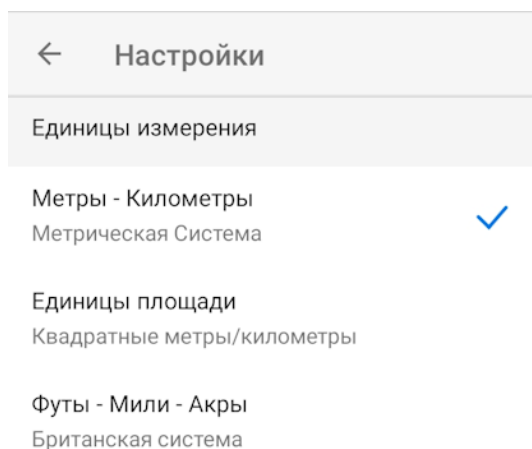 Настройки
Единицы измерения
Метры - Километры
Метрическая Система
Единицы площади
Квадратные метры/километры
Футы - Мили - Акры
Британская система